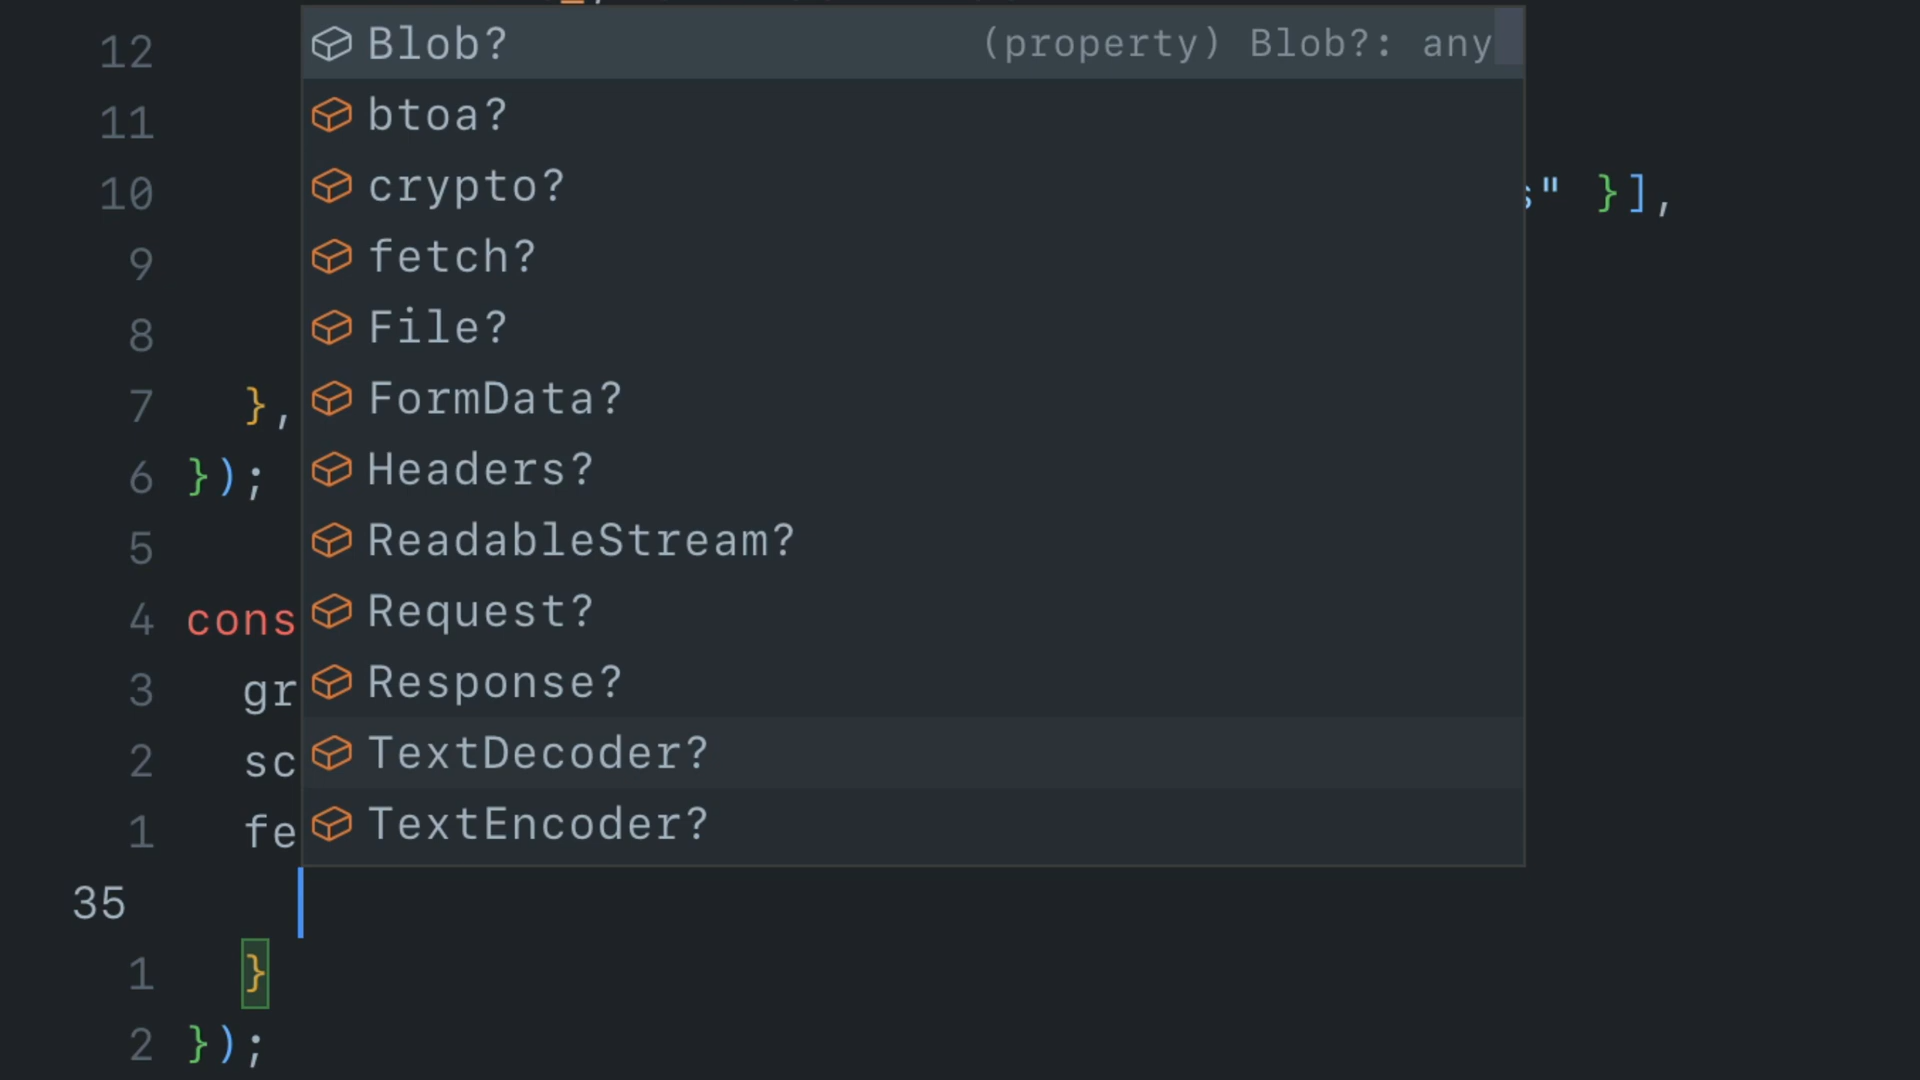 12
Blob?
(property) Blob?: any
11
btoa?
10
crypto?
" }],
9
fetch?
8
File?
7
},
FormData?
6
});
Headers?
5
ReadableStream?
4
cons
Request?
3
gr
Response?
2
sc
TextDecoder?
1
fe
TextEncoder?
35
1
}
2
});